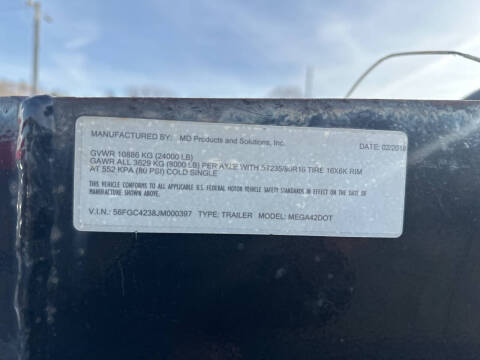 MANUFACTURED BY: MD Products and Solutions, Inc.
DATE: 02/2018
GVWR 10886 KG (24000 LB)
GAWR ALL 3629 KG (8000 LB) PER AXLE WITH ST235/80R16 TIRE 16X6K RIM
AT 552 KPA (80 PSI) COLD SINGLE
THIS VEHICLE CONFORMS TO ALL APPLICABLE U.S. FEDERAL MOTOR VEHICLE SAFETY STANDARDS IN EFFECT ON THE DATE OF
MANUFACTURE SHOWN ABOVE.
V.I.N.: 56FGC4238JM000397 TYPE: TRAILER MODEL: MEGA42DOT